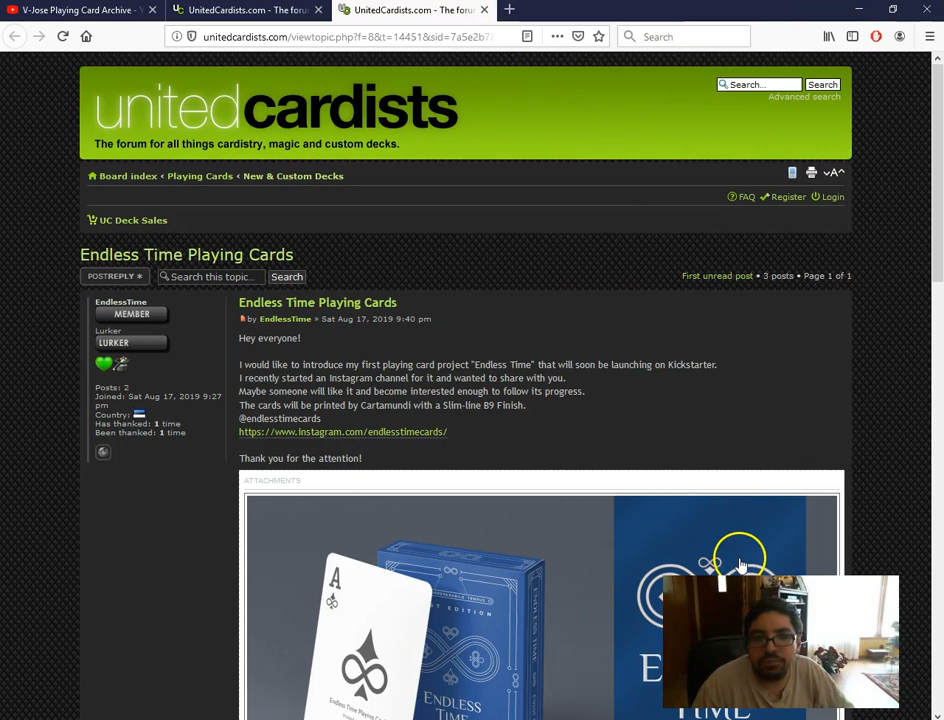 V-Jose Playing Card Archive -
UnitedCardists.com - The forum
UnitedCardists.com - The forum
unitedcardists.com/viewtopic.php?f=8&t=14451&sid=7a5e2b78
Search
unitedcardists
The forum for all things cardistry, magic and custom decks.
Search... Search
Advanced search
Board index ‹ Playing Cards ‹ New & Custom Decks
FAQ Register Login
UC Deck Sales
Endless Time Playing Cards
POSTREPLY Search this topic... Search
First unread post • 3 posts • Page 1 of 1
EndlessTime
MEMBER
Lurker
LURKER
Posts: 2
Joined: Sat Aug 17, 2019 9:27
pm
Country:
Has thanked: 1 time
Been thanked: 1 time
Endless Time Playing Cards
by EndlessTime » Sat Aug 17, 2019 9:40 pm
Hey everyone!
I would like to introduce my first playing card project "Endless Time" that will soon be launching on Kickstarter.
I recently started an Instagram channel for it and wanted to share with you.
Maybe someone will like it and become interested enough to follow its progress.
The cards will be printed by Cartamundi with a Slim-line B9 Finish.
@endlesstimecards
https://www.instagram.com/endlesstimecards/
Thank you for the attention!
ATTACHMENTS
A
ENDLESS
TIME